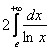 2∫_e^{+∞} dx / ln(x)